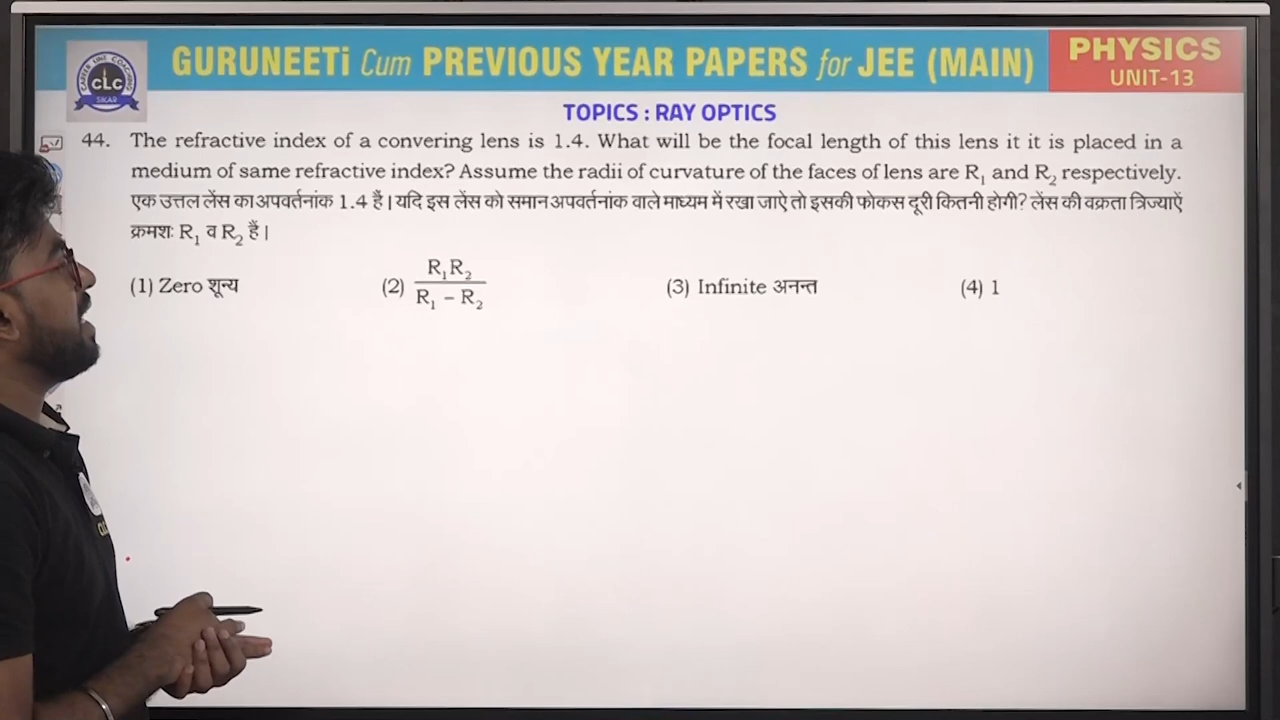 GURUNEETi Cum PREVIOUS YEAR PAPERS for JEE (MAIN)
PHYSICS
UNIT-13
CLC
SIKAR
TOPICS : RAY OPTICS
44. The refractive index of a convering lens is 1.4. What will be the focal length of this lens it it is placed in a
medium of same refractive index? Assume the radii of curvature of the faces of lens are R₁ and R₂ respectively.
एक उत्तल लेंस का अपवर्तनांक 1.4 है। यदि इस लेंस को समान अपवर्तनांक वाले माध्यम में रखा जाऐ तो इसकी फोकस दूरी कितनी होगी? लेंस की वक्रता त्रिज्याऐं
क्रमशः R₁ व R₂ हैं।
(1) Zero शून्य (2) R₁R₂ / R₁ − R₂ (3) Infinite अनन्त (4) 1